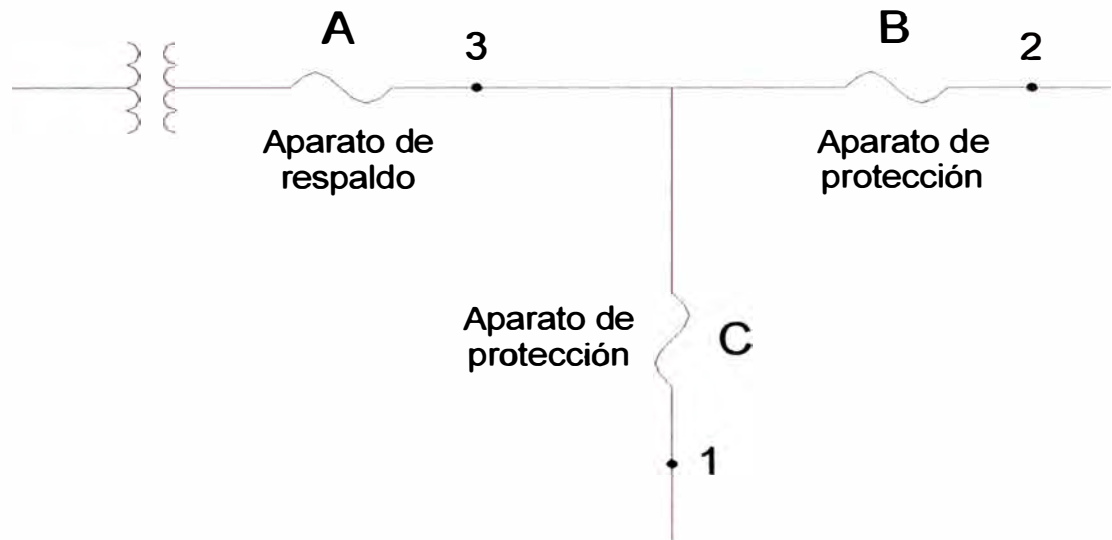 A
3
B
2
Aparato de
respaldo
Aparato de
protección
Aparato de
protección
C
1